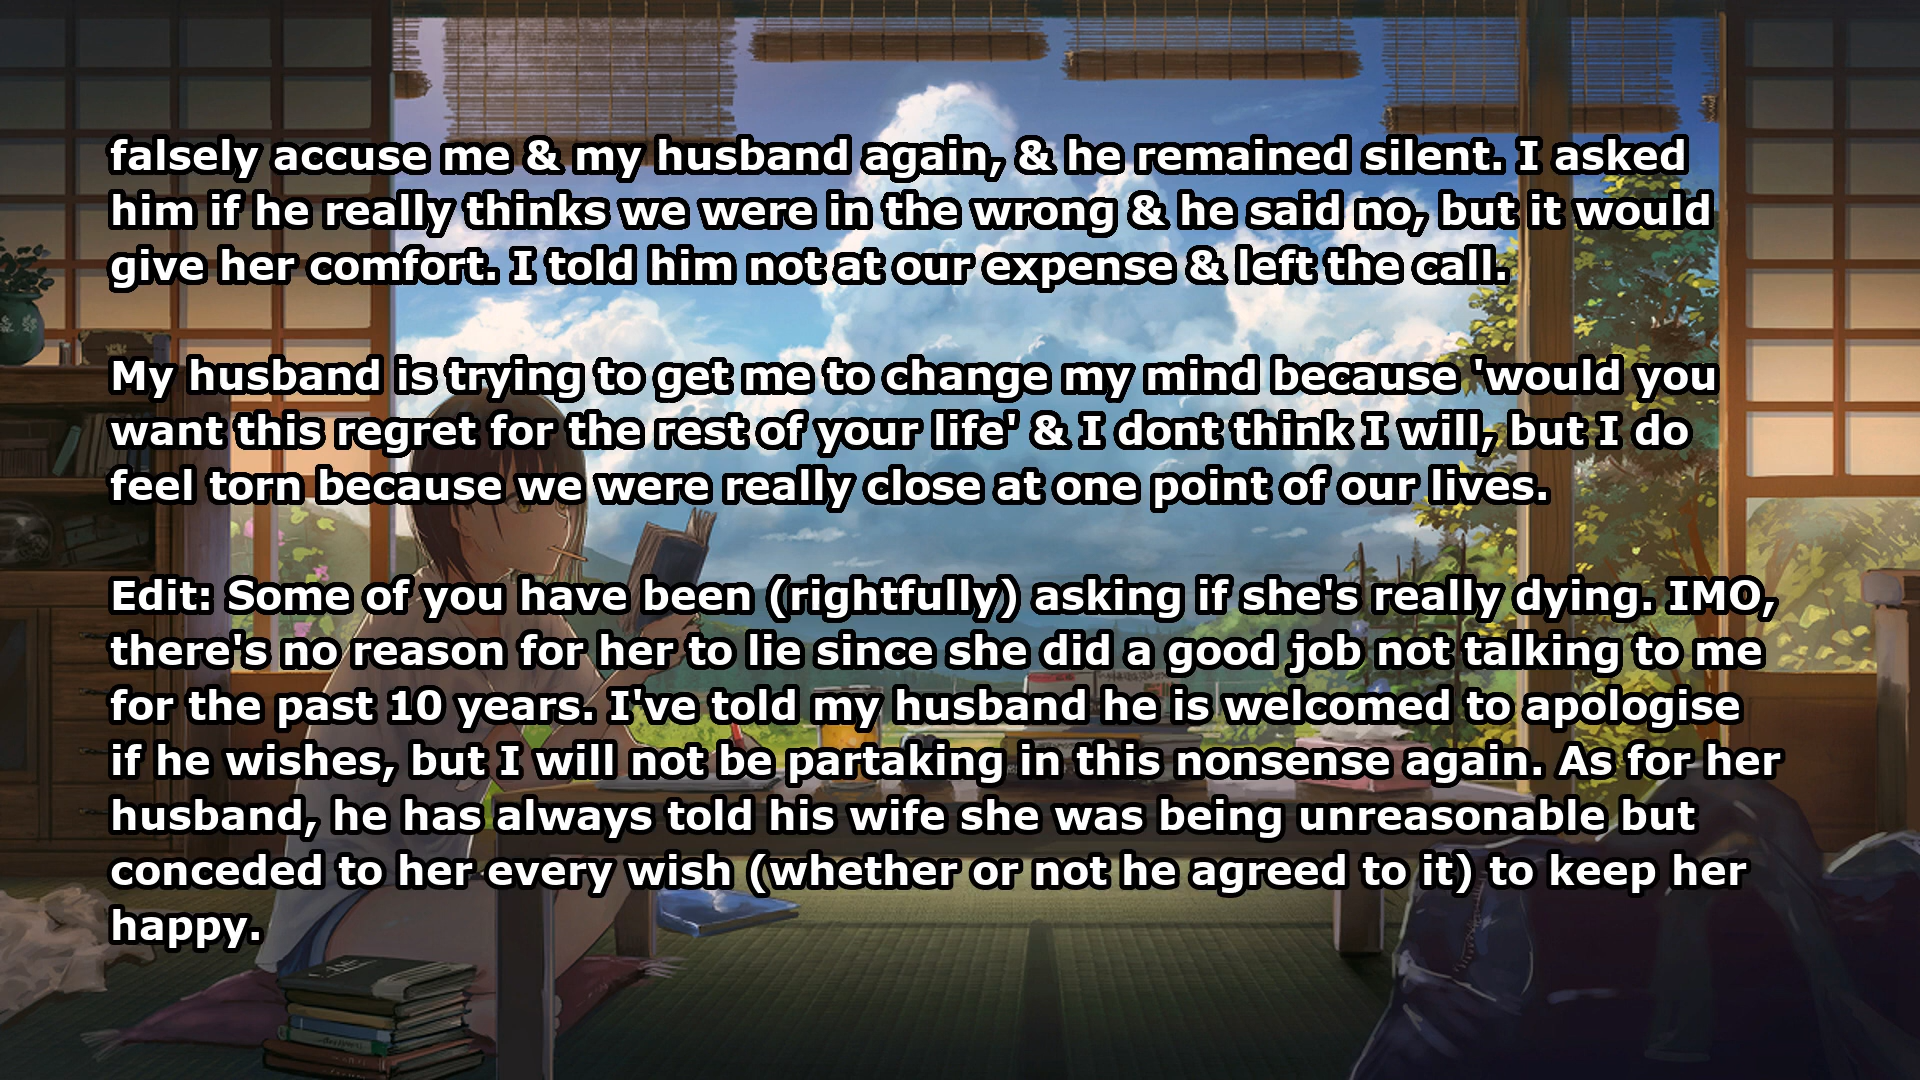 falsely accuse me & my husband again, & he remained silent. I asked
him if he really thinks we were in the wrong & he said no, but it would
give her comfort. I told him not at our expense & left the call.
My husband is trying to get me to change my mind because 'would you
want this regret for the rest of your life' & I dont think I will, but I do
feel torn because we were really close at one point of our lives.
Edit: Some of you have been (rightfully) asking if she's really dying. IMO,
there's no reason for her to lie since she did a good job not talking to me
for the past 10 years. I've told my husband he is welcomed to apologise
if he wishes, but I will not be partaking in this nonsense again. As for her
husband, he has always told his wife she was being unreasonable but
conceded to her every wish (whether or not he agreed to it) to keep her
happy.